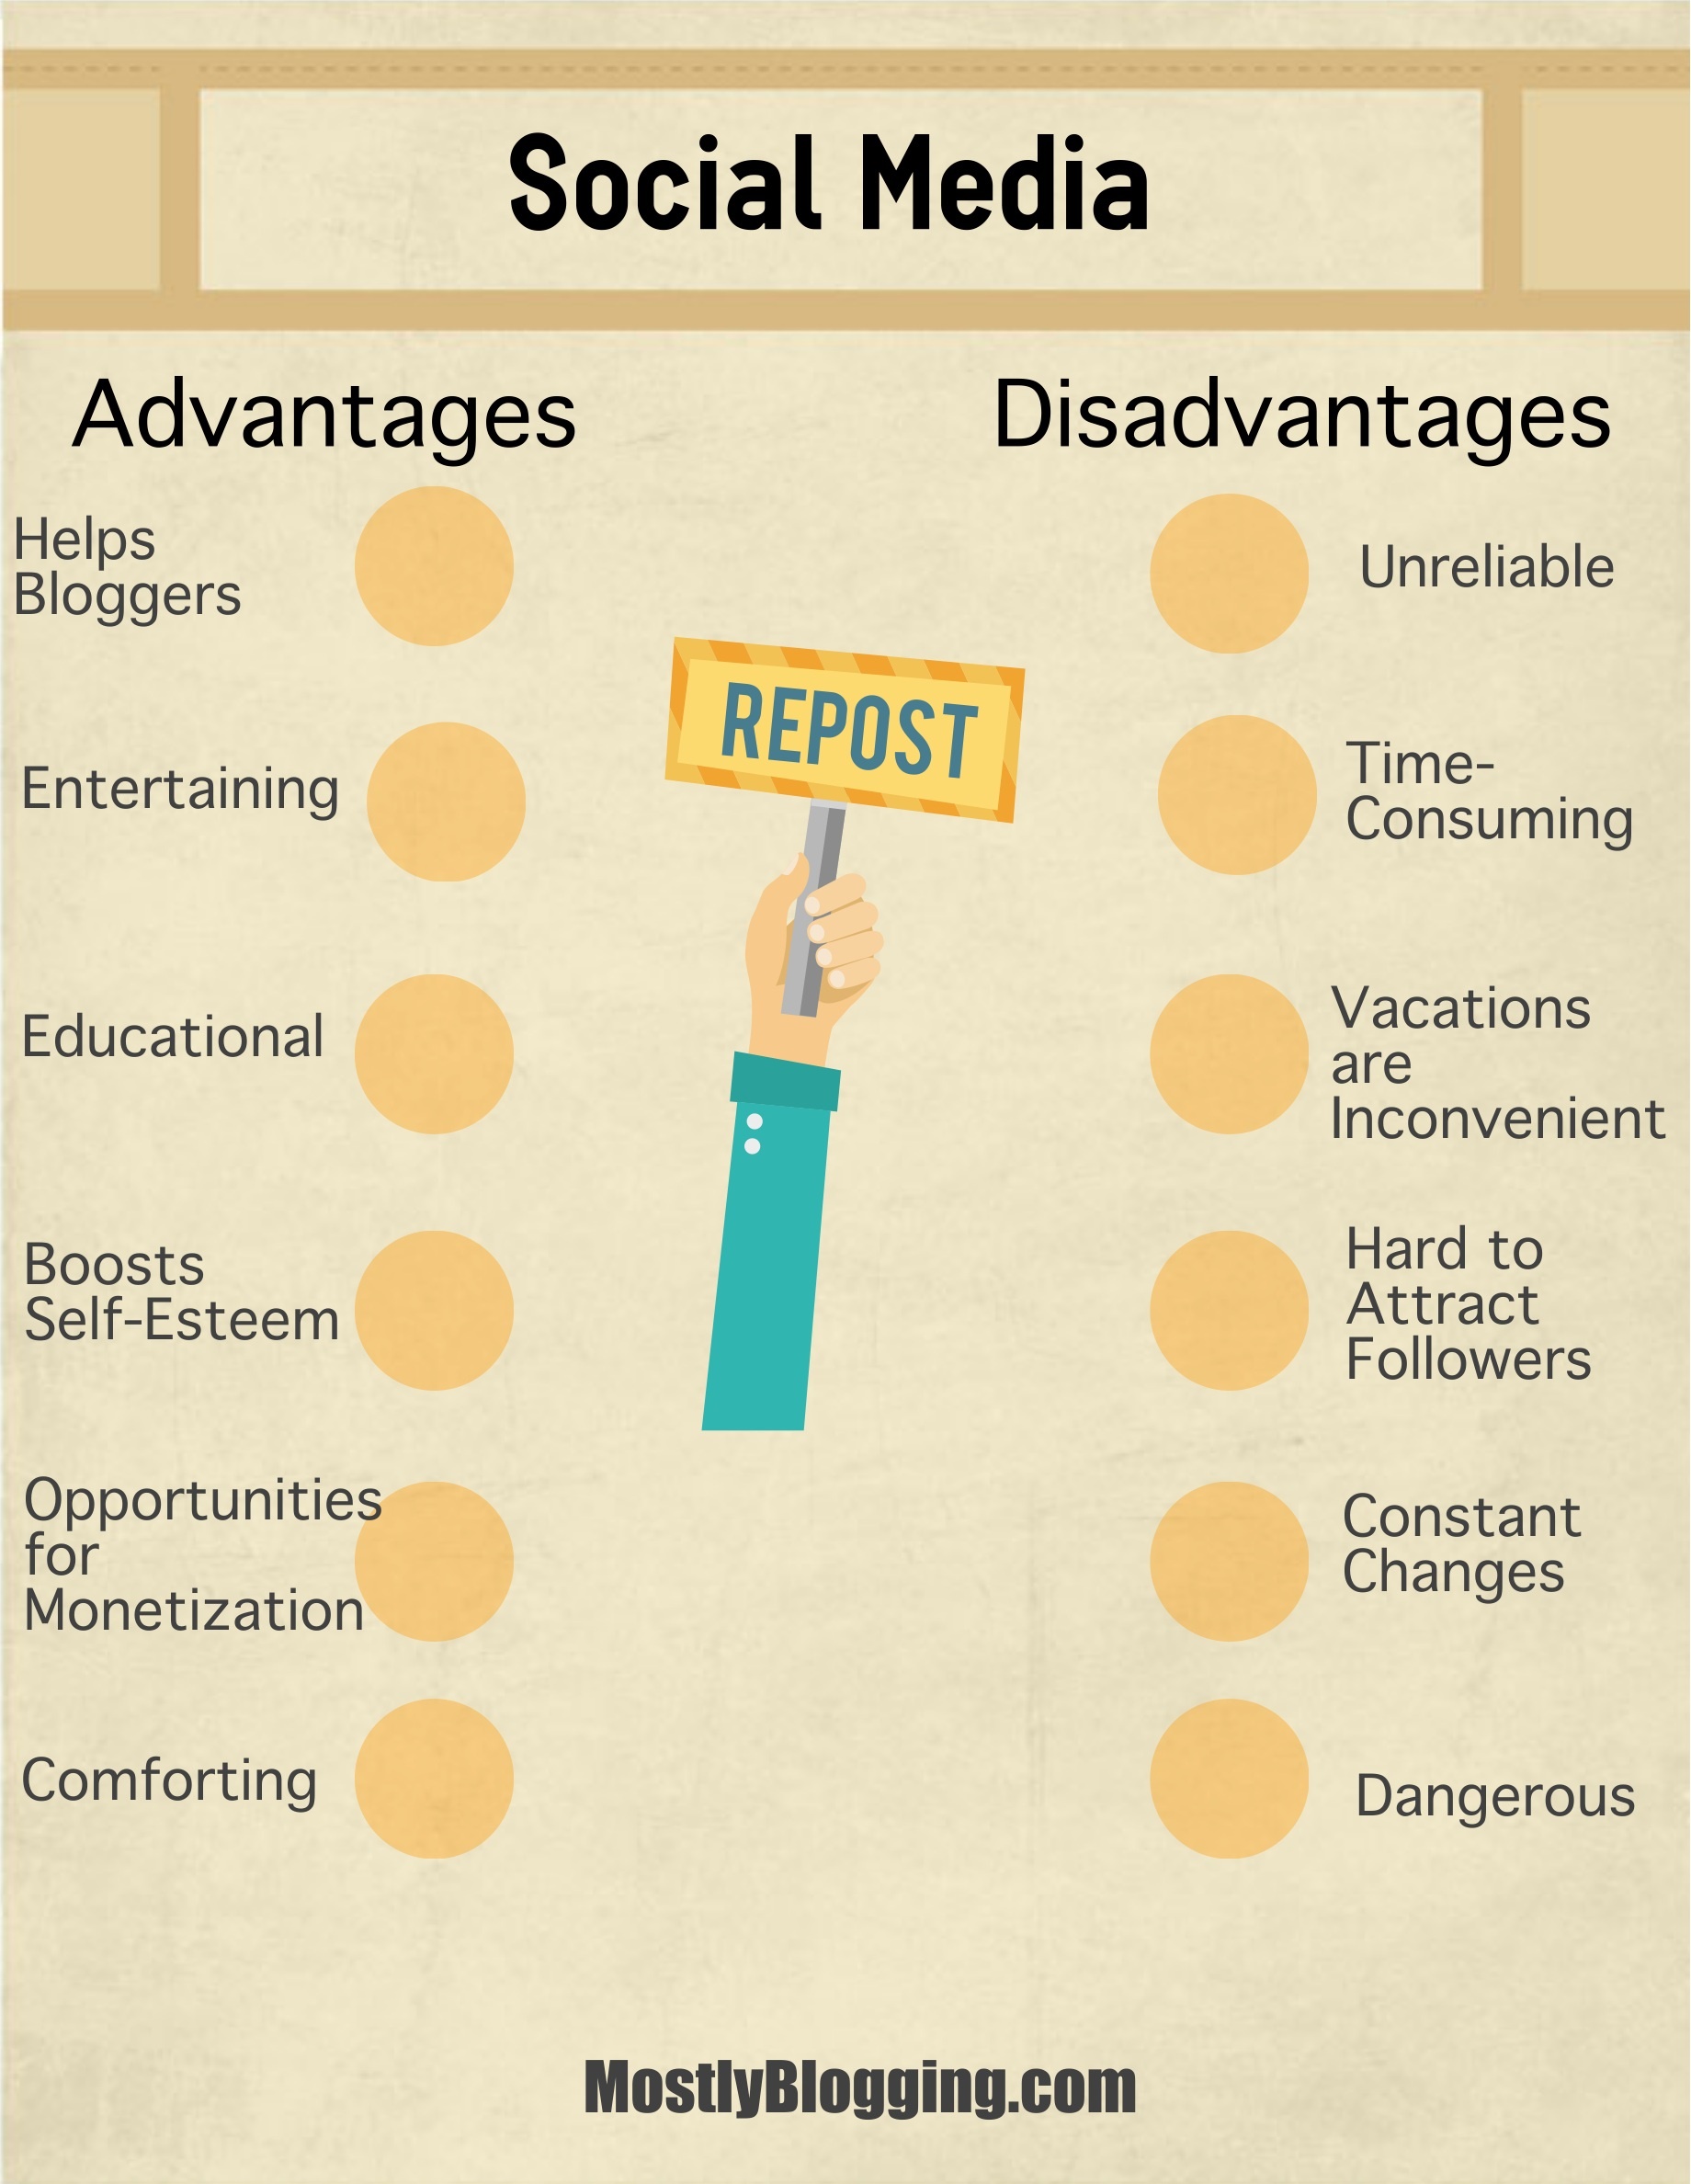 Social Media
Advantages
Helps
Bloggers
Entertaining
Educational
Boosts
Self-Esteem
Opportunities
for
Monetization
Comforting
REPOST
Disadvantages
Unreliable
Time-
Consuming
Vacations
are
Inconvenient
Hard to
Attract
Followers
Constant
Changes
Dangerous
MostlyBlogging.com